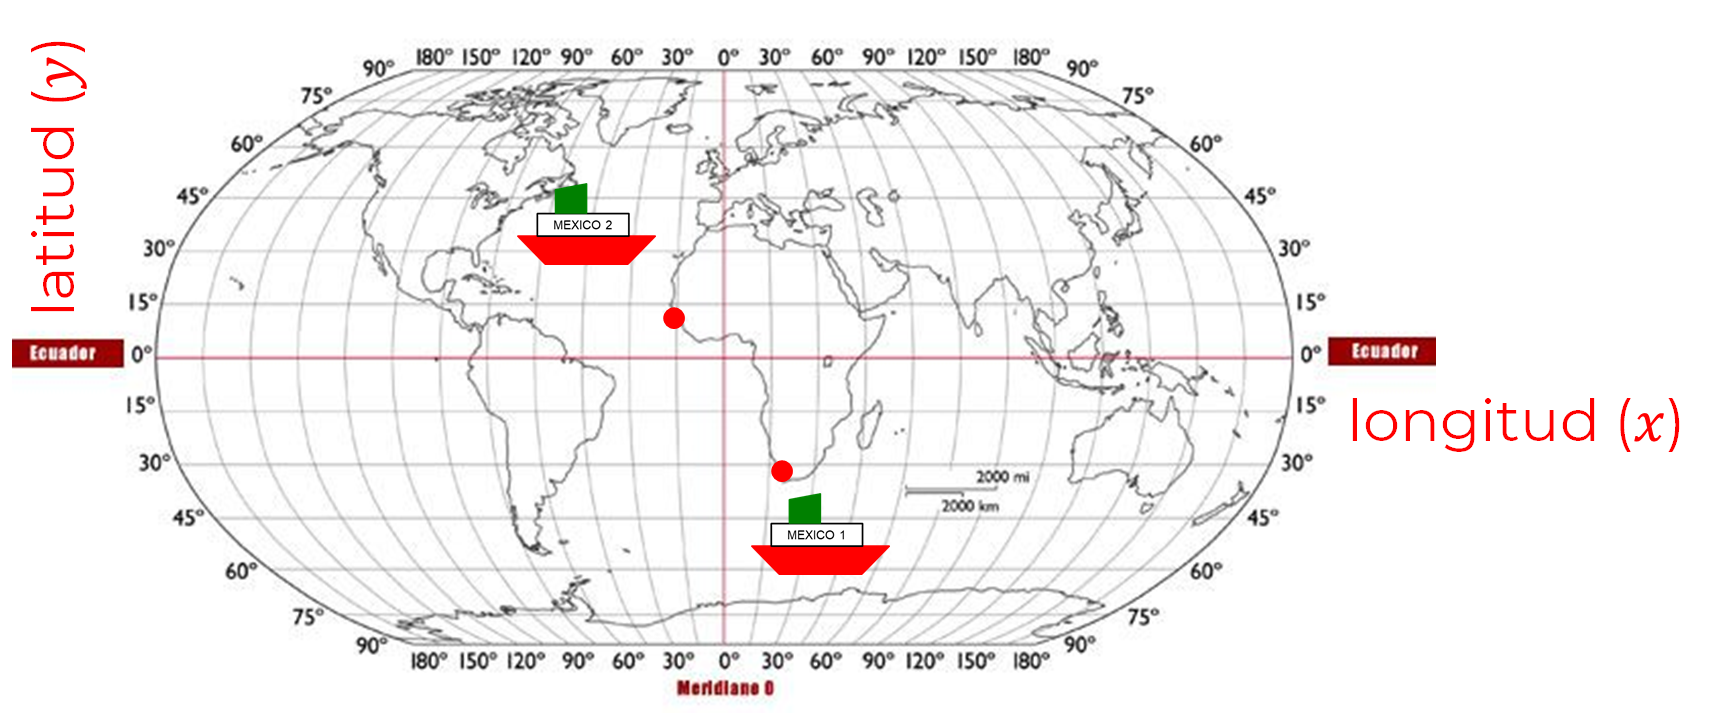 180° 150° 120° 90° 60° 30° 0° 30° 60° 90° 120° 150° 180°
90° 90°
75° 75°
60° 60°
45° 45°
30° 30°
15° 15°
Ecuador 0° 0° Ecuador
15° 15°
30° 30°
45° 45°
60° 60°
75° 75°
90° 90°
180° 150° 120° 90° 60° 30° 0° 30° 60° 90° 120° 150° 180°
Meridiano 0
latitud (y)
longitud (x)
MEXICO 2
MEXICO 1
2000 mi
2000 km